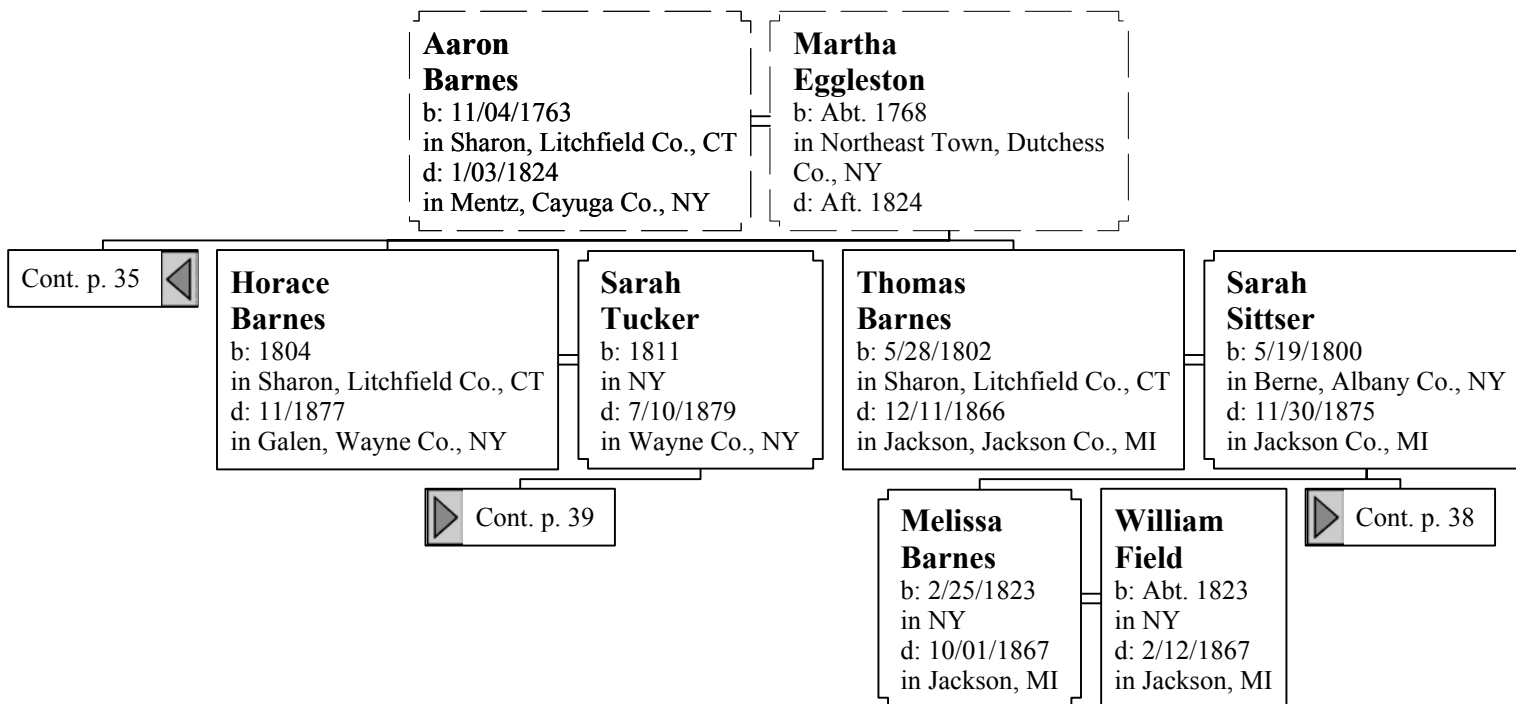 Aaron
Barnes
b: 11/04/1763
in Sharon, Litchfield Co., CT
d: 1/03/1824
in Mentz, Cayuga Co., NY
Martha
Eggleston
b: Abt. 1768
in Northeast Town, Dutchess
Co., NY
d: Aft. 1824
Cont. p. 35
Horace
Barnes
b: 1804
in Sharon, Litchfield Co., CT
d: 11/1877
in Galen, Wayne Co., NY
Sarah
Tucker
b: 1811
in NY
d: 7/10/1879
in Wayne Co., NY
Thomas
Barnes
b: 5/28/1802
in Sharon, Litchfield Co., CT
d: 12/11/1866
in Jackson, Jackson Co., MI
Sarah
Sittser
b: 5/19/1800
in Berne, Albany Co., NY
d: 11/30/1875
in Jackson Co., MI
Cont. p. 39
Melissa
Barnes
b: 2/25/1823
in NY
d: 10/01/1867
in Jackson, MI
William
Field
b: Abt. 1823
in NY
d: 2/12/1867
in Jackson, MI
Cont. p. 38